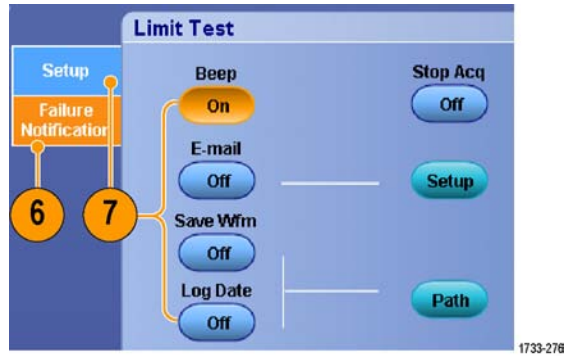 Limit Test
Setup
Failure
Notification
Beep
On
Stop Acq
Off
E-mail
Off
Setup
Save Wfm
Off
Log Date
Off
Path
6
7
1733-276